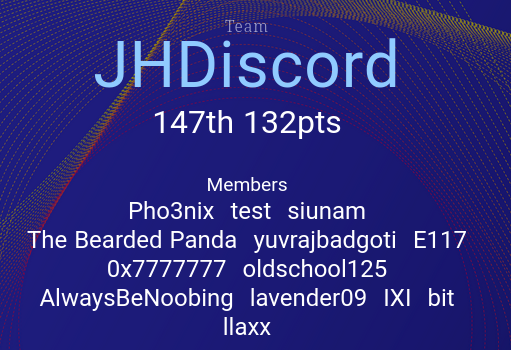 Team
JHDiscord
147th 132pts
Members
Pho3nix test siunam
The Bearded Panda yuvrajbadgoti E117
0x7777777 oldschool125
AlwaysBeNoobing lavender09 IXI bit
llaxx